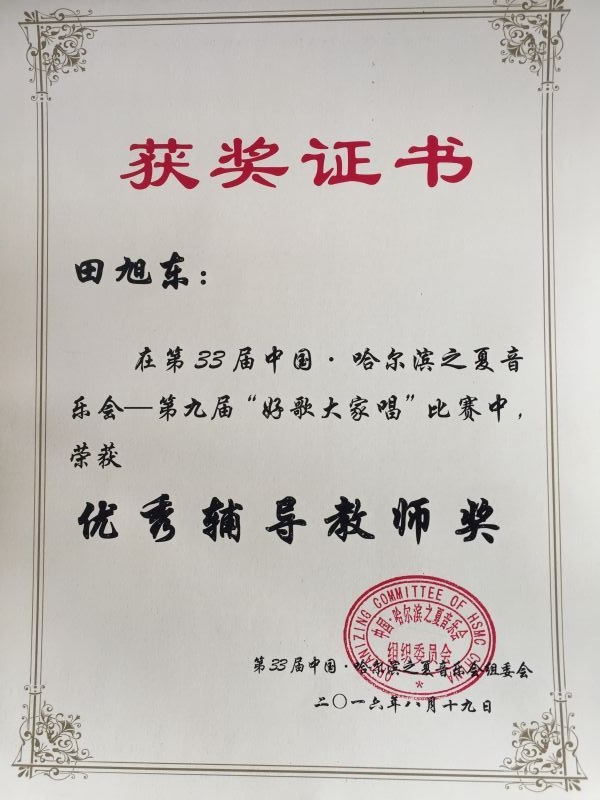 获奖证书
田旭东：
在第33届中国·哈尔滨之夏音
乐会—第九届“好歌大家唱”比赛中，
荣获
优秀辅导教师奖
ORGANIZING COMMITTEE OF HSMC CHINA
中国·哈尔滨之夏音乐会
组织委员会
第33届中国·哈尔滨之夏音乐会组委会
二〇一六年八月十九日